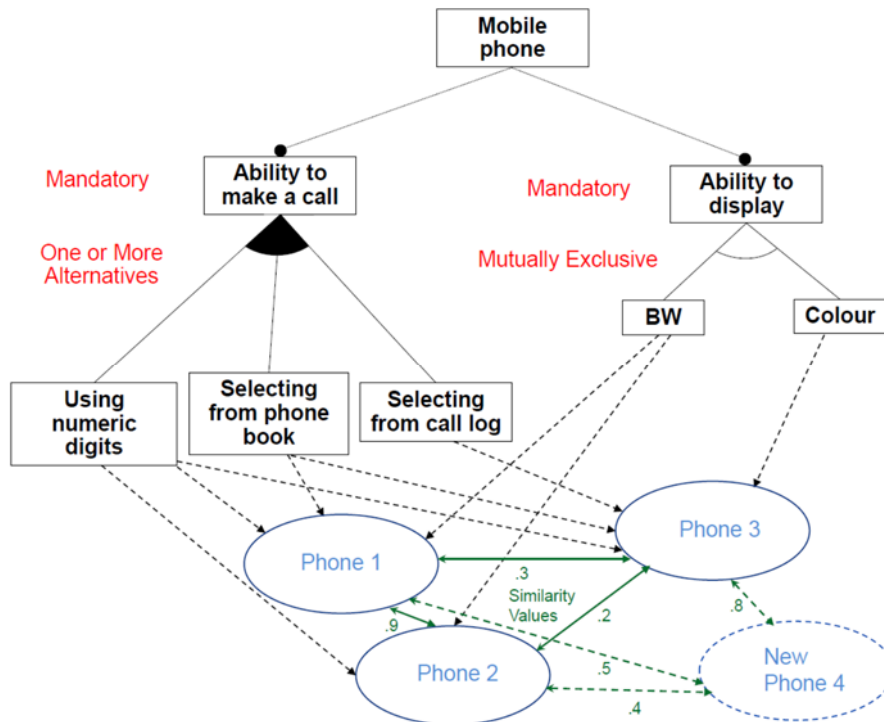 Mobile
phone
Mandatory
Ability to
make a call
Mandatory
Ability to
display
One or More
Alternatives
Mutually Exclusive
BW
Colour
Using
numeric
digits
Selecting
from phone
book
Selecting
from call log
Phone 1
Phone 3
.3
Similarity
Values
.2
.8
.9
Phone 2
.5
.4
New
Phone 4